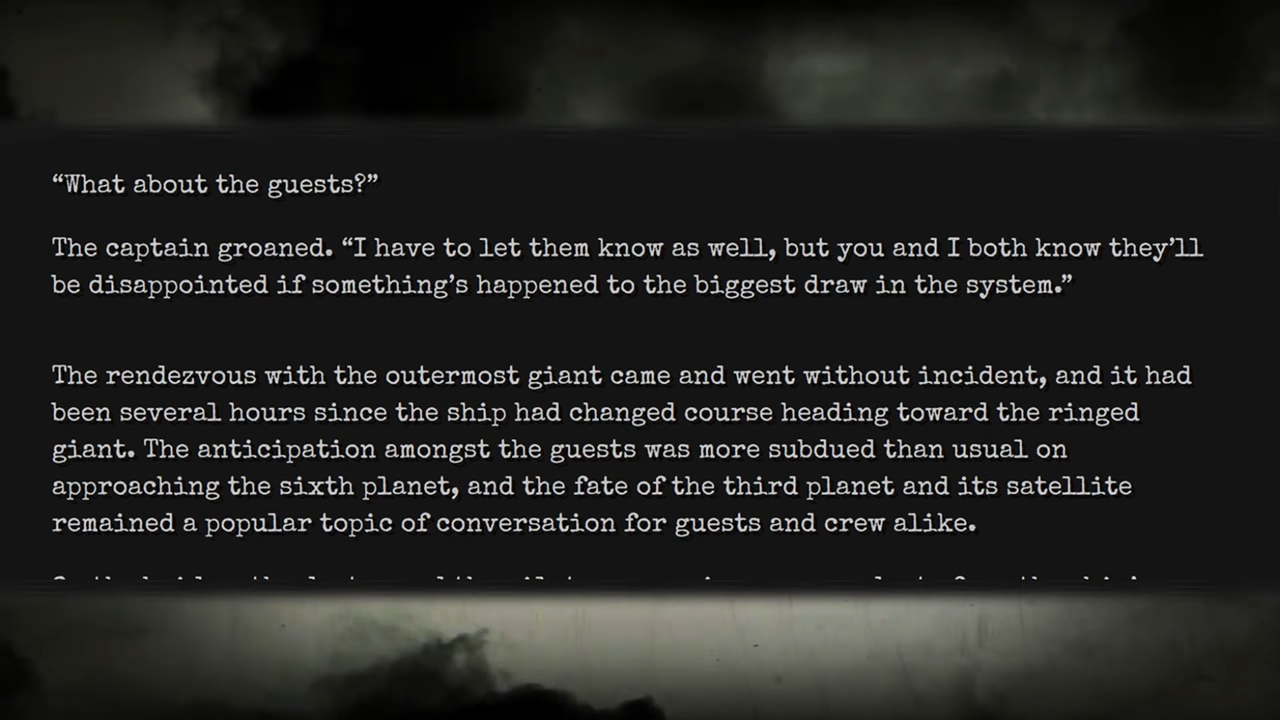 “What about the guests?”
The captain groaned. “I have to let them know as well, but you and I both know they’ll
be disappointed if something’s happened to the biggest draw in the system.”
The rendezvous with the outermost giant came and went without incident, and it had
been several hours since the ship had changed course heading toward the ringed
giant. The anticipation amongst the guests was more subdued than usual on
approaching the sixth planet, and the fate of the third planet and its satellite
remained a popular topic of conversation for guests and crew alike.